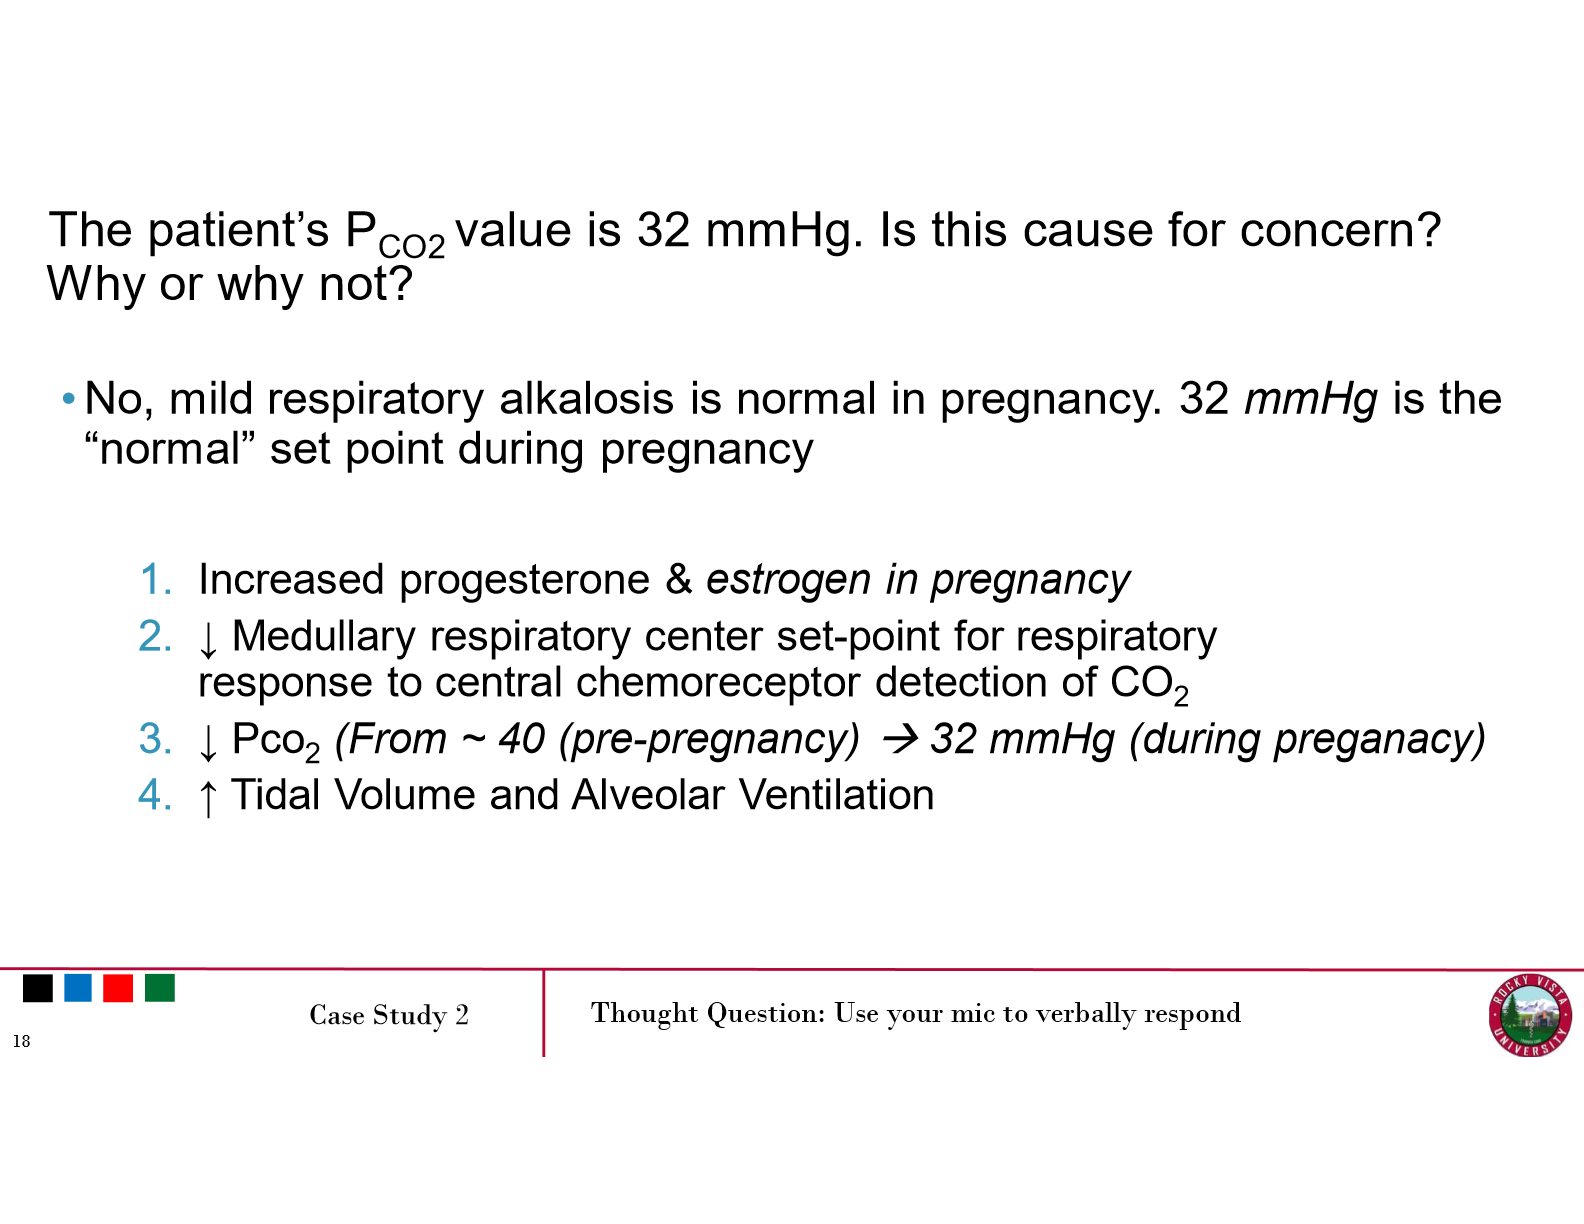 The patient’s PCO2 value is 32 mmHg. Is this cause for concern?
Why or why not?
• No, mild respiratory alkalosis is normal in pregnancy. 32 mmHg is the
“normal” set point during pregnancy
1. Increased progesterone & estrogen in pregnancy
2. ↓ Medullary respiratory center set-point for respiratory
response to central chemoreceptor detection of CO2
3. ↓ Pco2 (From ~ 40 (pre-pregnancy) → 32 mmHg (during preganacy)
4. ↑ Tidal Volume and Alveolar Ventilation
Case Study 2
Thought Question: Use your mic to verbally respond
18
ROCKY VISTA
UNIVERSITY